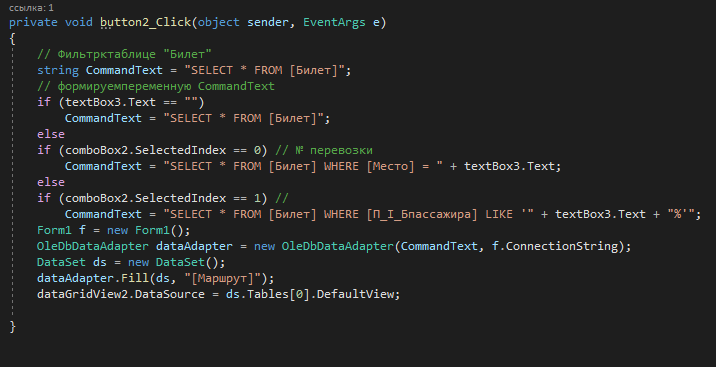 ссылка: 1
private void button2_Click(object sender, EventArgs e)
{
// Фильтрктаблице "Билет"
string CommandText = "SELECT * FROM [Билет]";
// формируемпеременную CommandText
if (textBox3.Text == "")
CommandText = "SELECT * FROM [Билет]";
else
if (comboBox2.SelectedIndex == 0) // № перевозки
CommandText = "SELECT * FROM [Билет] WHERE [Место] = " + textBox3.Text;
else
if (comboBox2.SelectedIndex == 1) //
CommandText = "SELECT * FROM [Билет] WHERE [П_I_Бпассажира] LIKE '" + textBox3.Text + "%'";
Form1 f = new Form1();
OleDbDataAdapter dataAdapter = new OleDbDataAdapter(CommandText, f.ConnectionString);
DataSet ds = new DataSet();
dataAdapter.Fill(ds, "[Маршрут]");
dataGridView2.DataSource = ds.Tables[0].DefaultView;
}